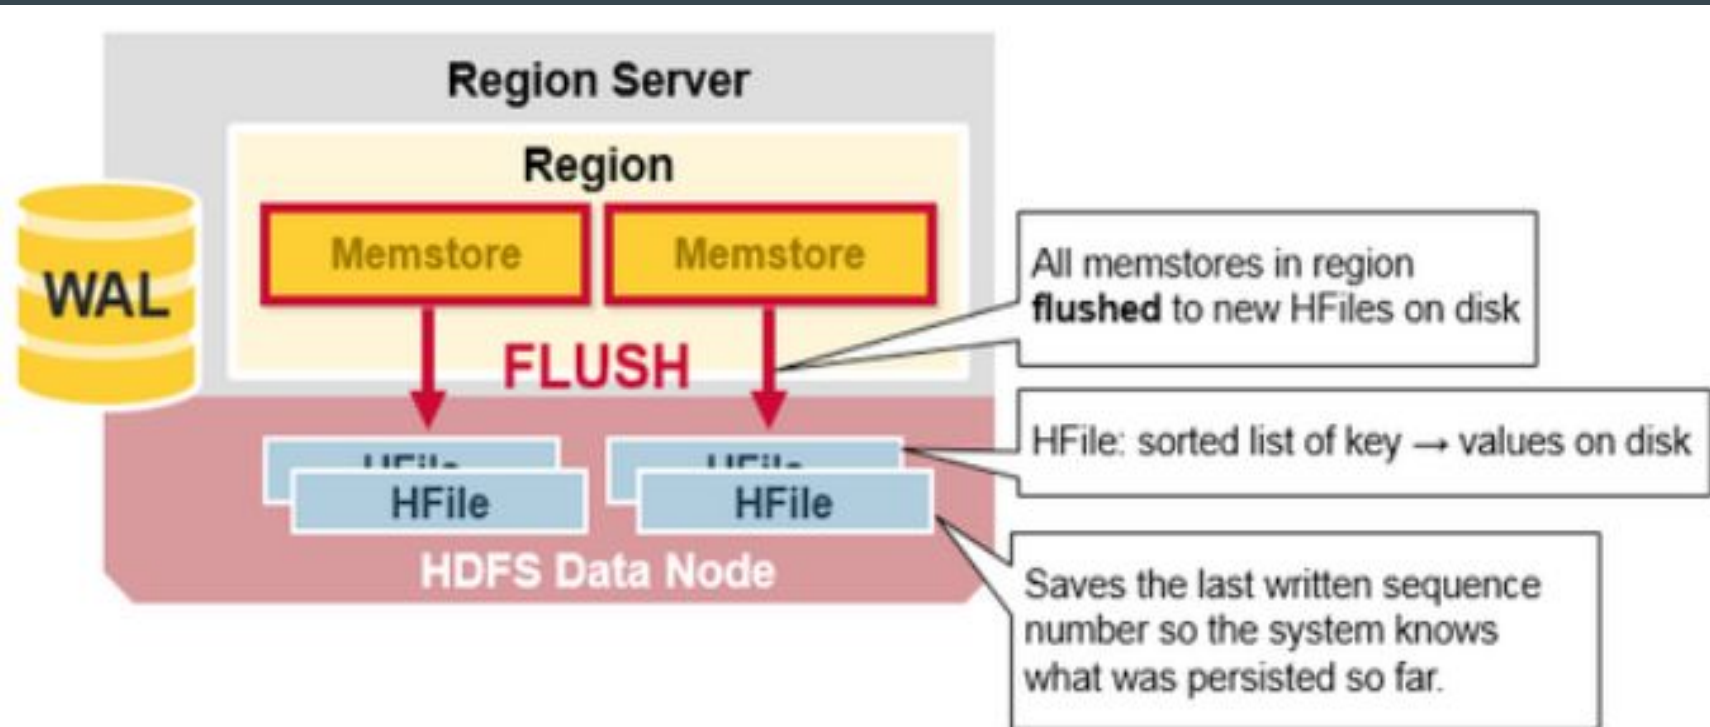 Region Server
Region
Memstore
Memstore
WAL
All memstores in region
flushed to new HFiles on disk
FLUSH
HFile: sorted list of key → values on disk
HFile
HFile
HFile
HFile
HDFS Data Node
Saves the last written sequence
number so the system knows
what was persisted so far.